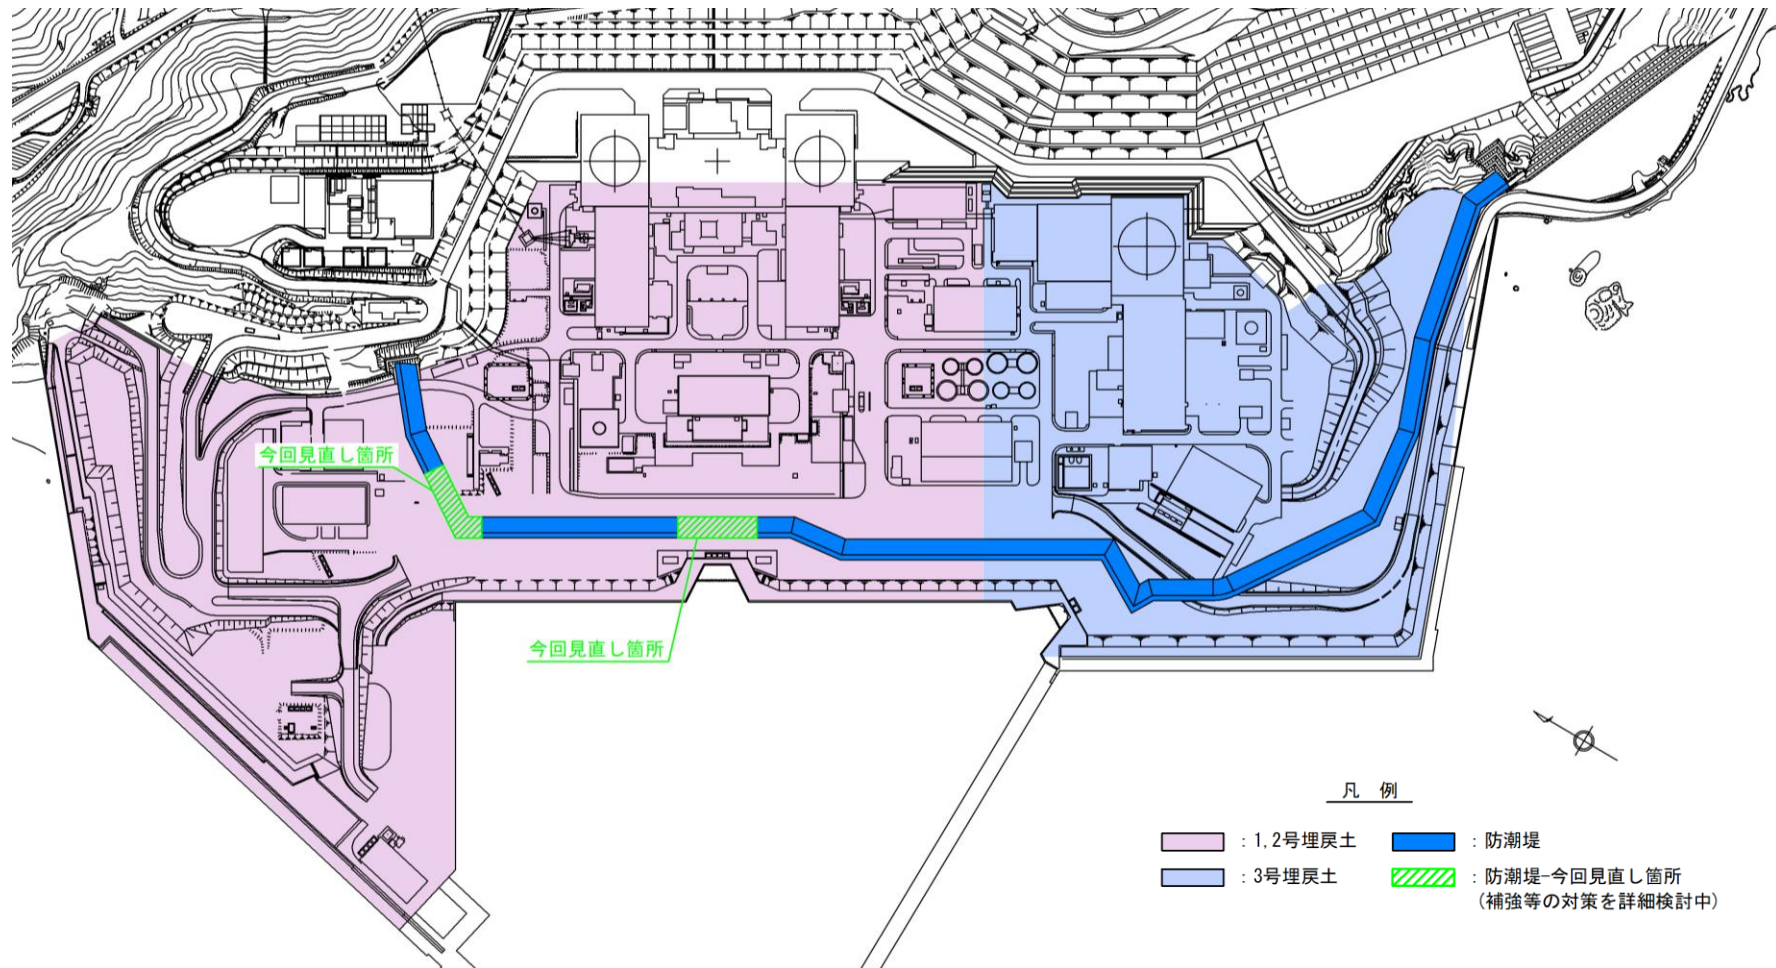 今回見直し箇所
今回見直し箇所
凡 例
：1,2号埋戻土
：防潮堤
：3号埋戻土
：防潮堤-今回見直し箇所
（補強等の対策を詳細検討中）